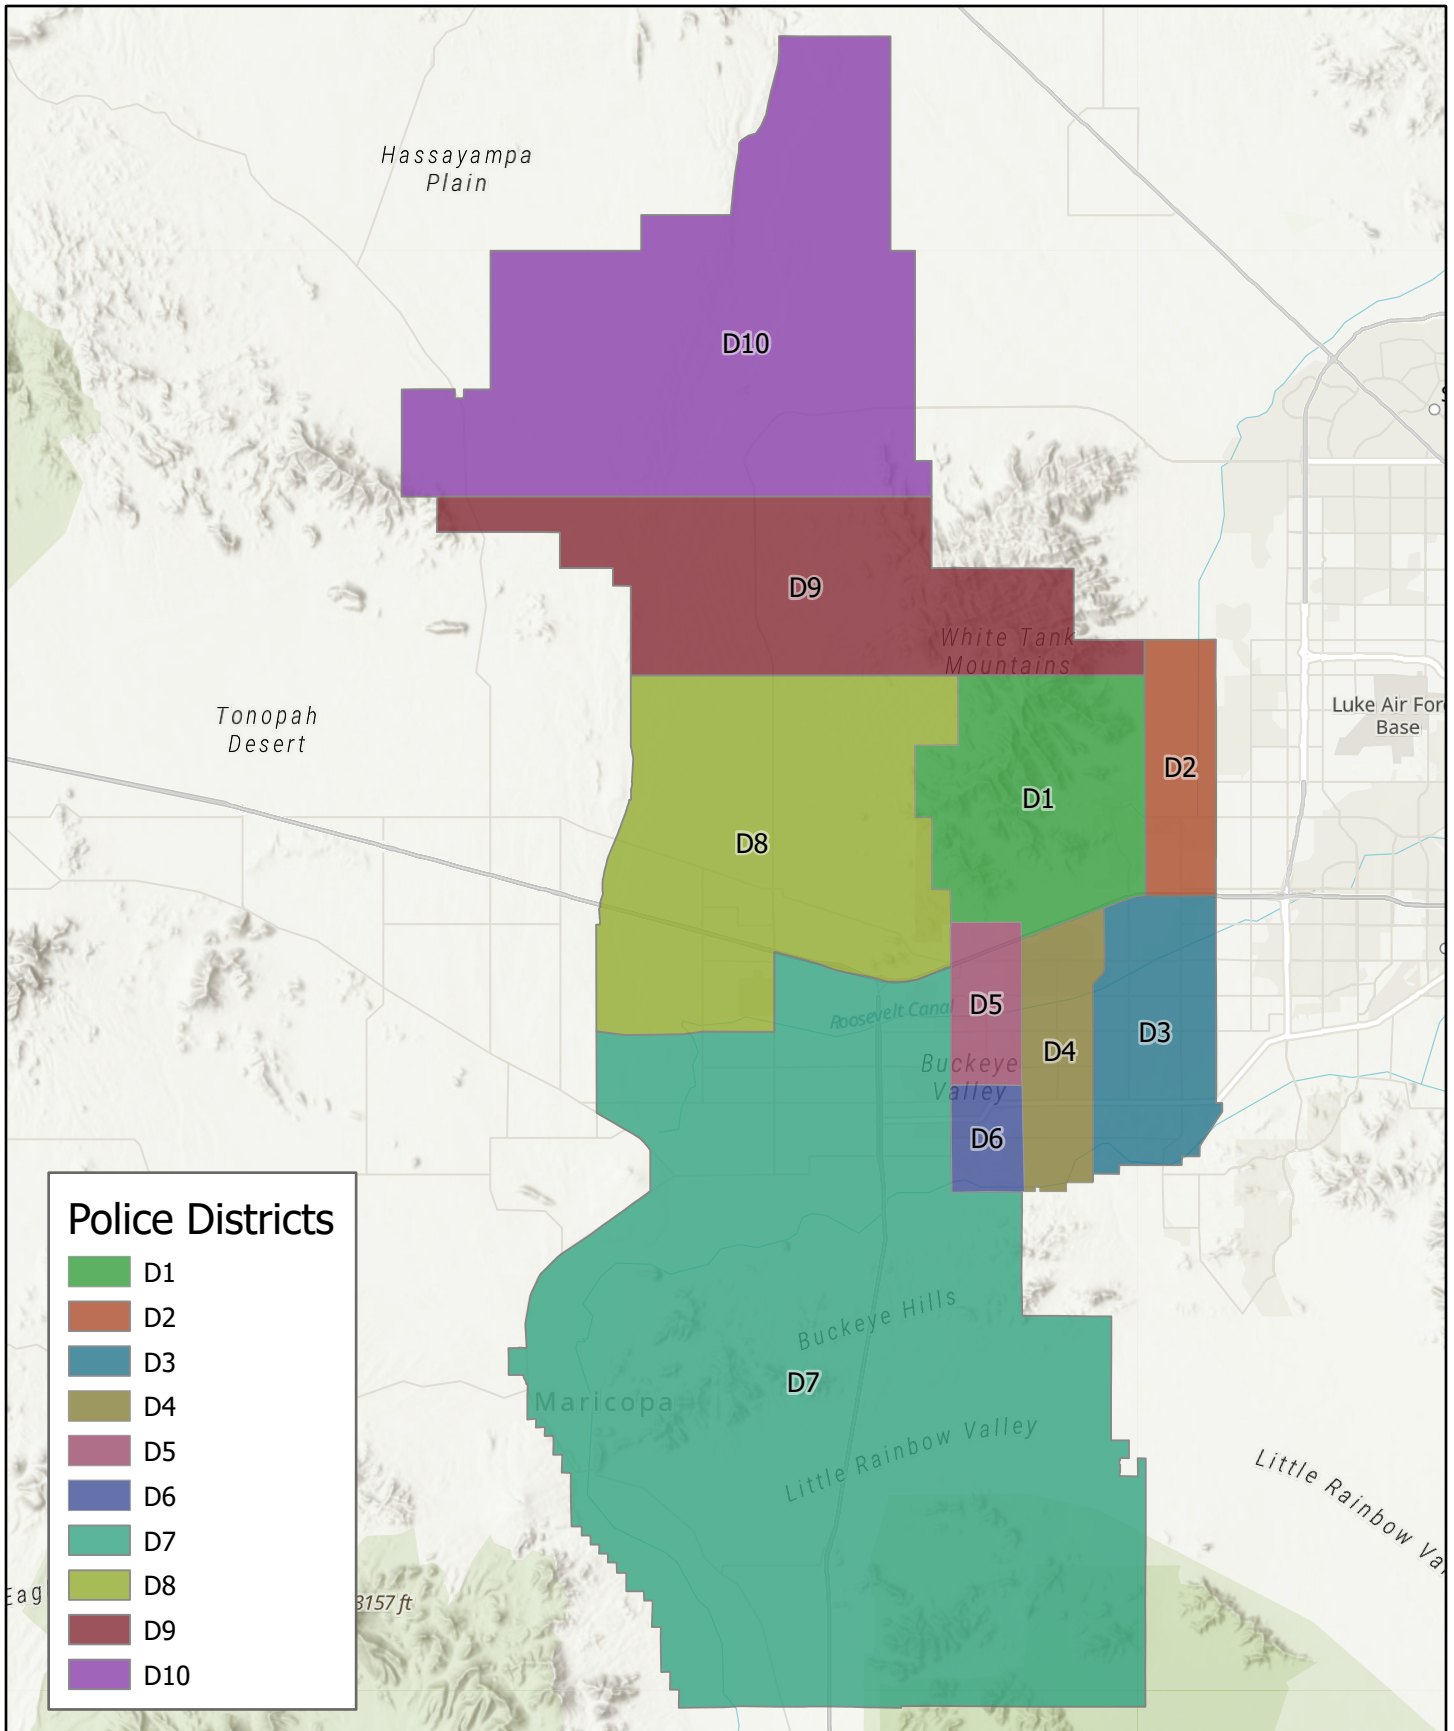 Hassayampa
Plain
D10
D9
White Tank
Mountains
Luke Air For
Base
Tonopah
Desert
D2
D1
D8
Roosevelt Canal
D5
D3
D4
Buckeye
Valley
D6
Police Districts
D1
D2
D3
D4
D5
D6
D7
D8
D9
D10
Buckeye Hills
D7
Maricopa
Little Rainbow Valley
Little Rainbow Va
Eag
3157 ft